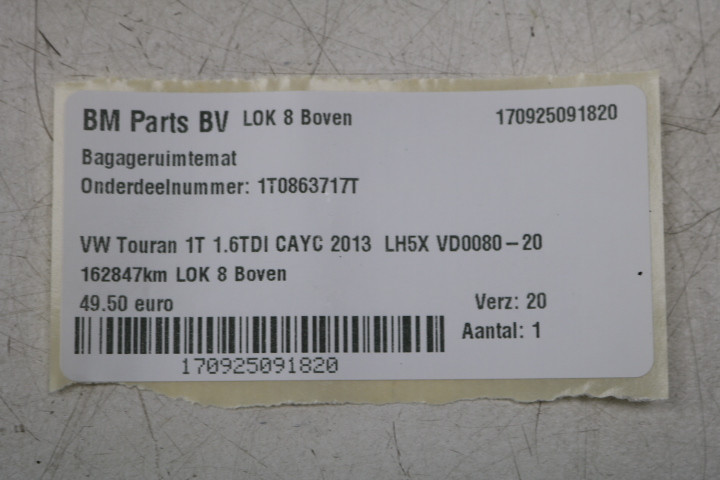 BM Parts BV LOK 8 Boven 170925091820
Bagageruimtemat
Onderdeelnummer: 1T0863717T
VW Touran 1T 1.6TDI CAYC 2013 LH5X VD0080-20
162847km LOK 8 Boven
49.50 euro Verz: 20
Aantal: 1
170925091820